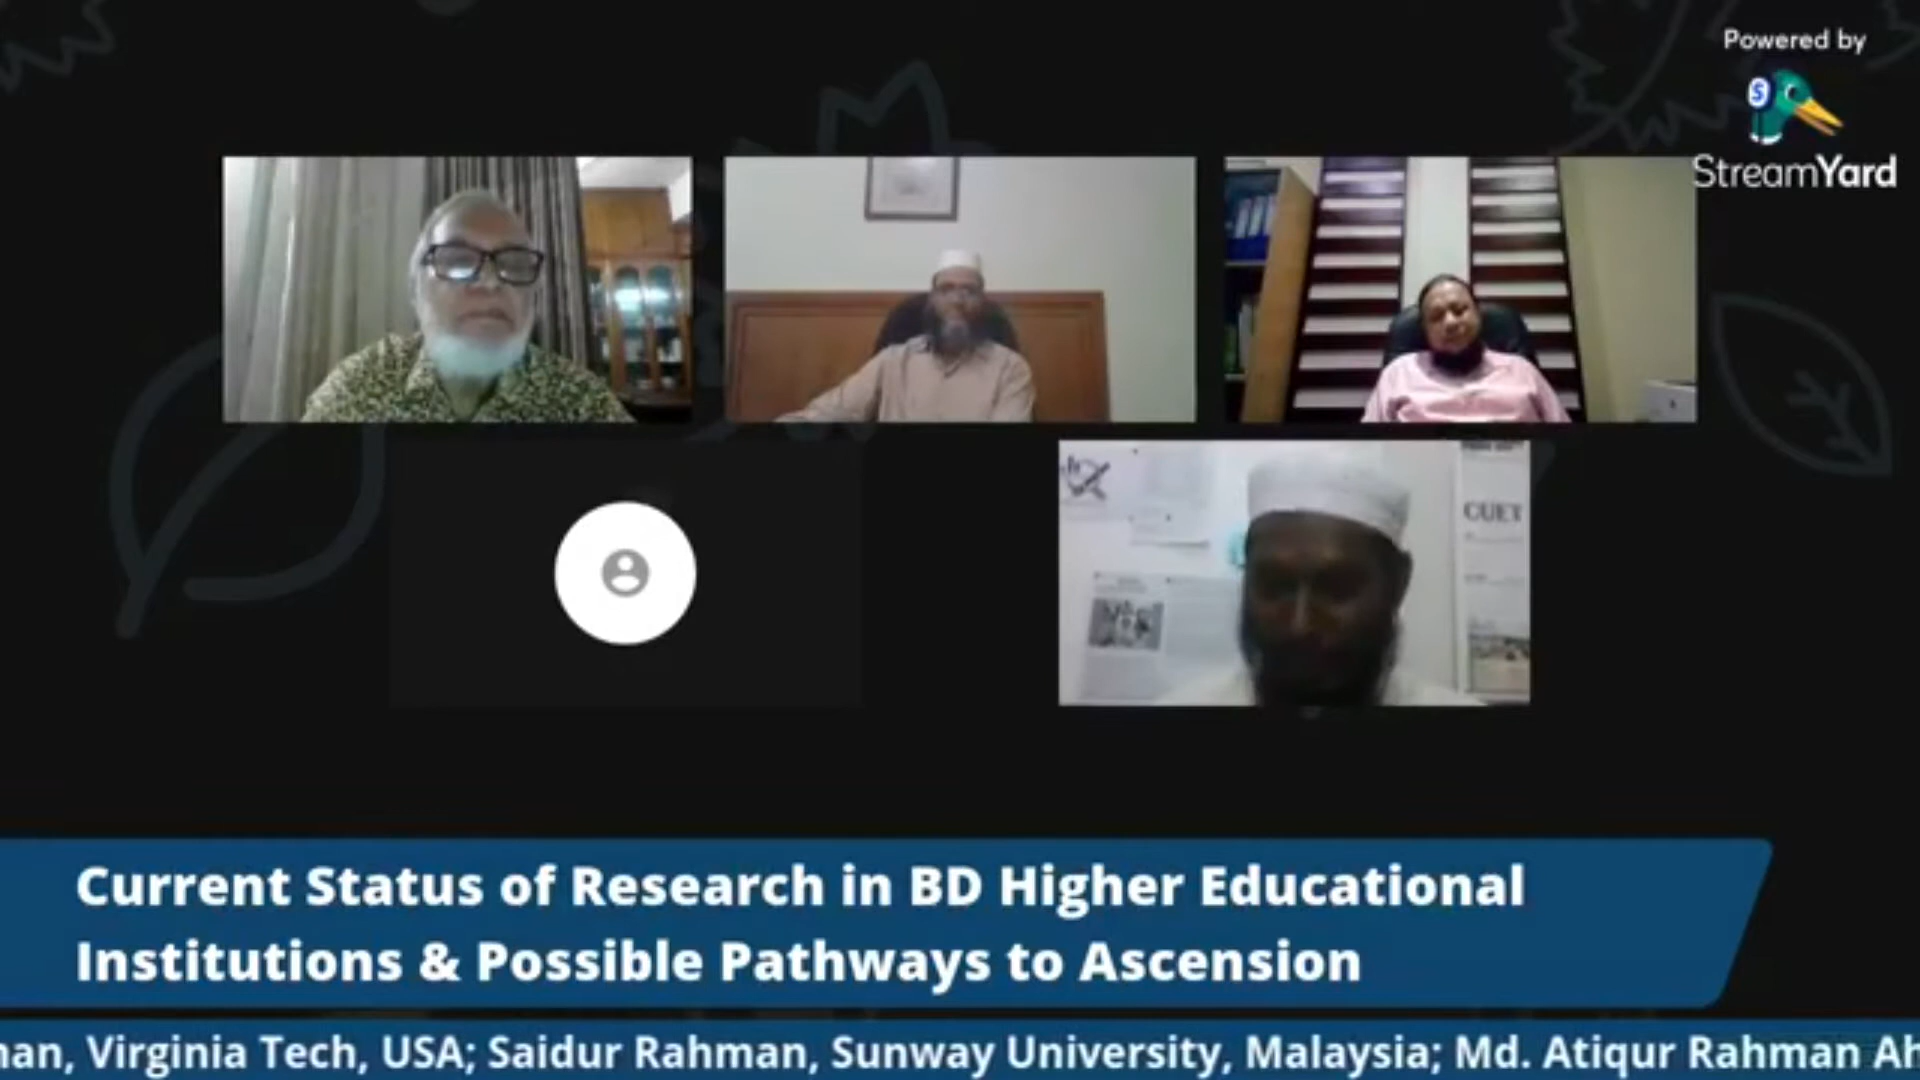 Powered by
S
StreamYard
CUET
Current Status of Research in BD Higher Educational
Institutions & Possible Pathways to Ascension
nan, Virginia Tech, USA; Saidur Rahman, Sunway University, Malaysia; Md. Atiqur Rahman Ah